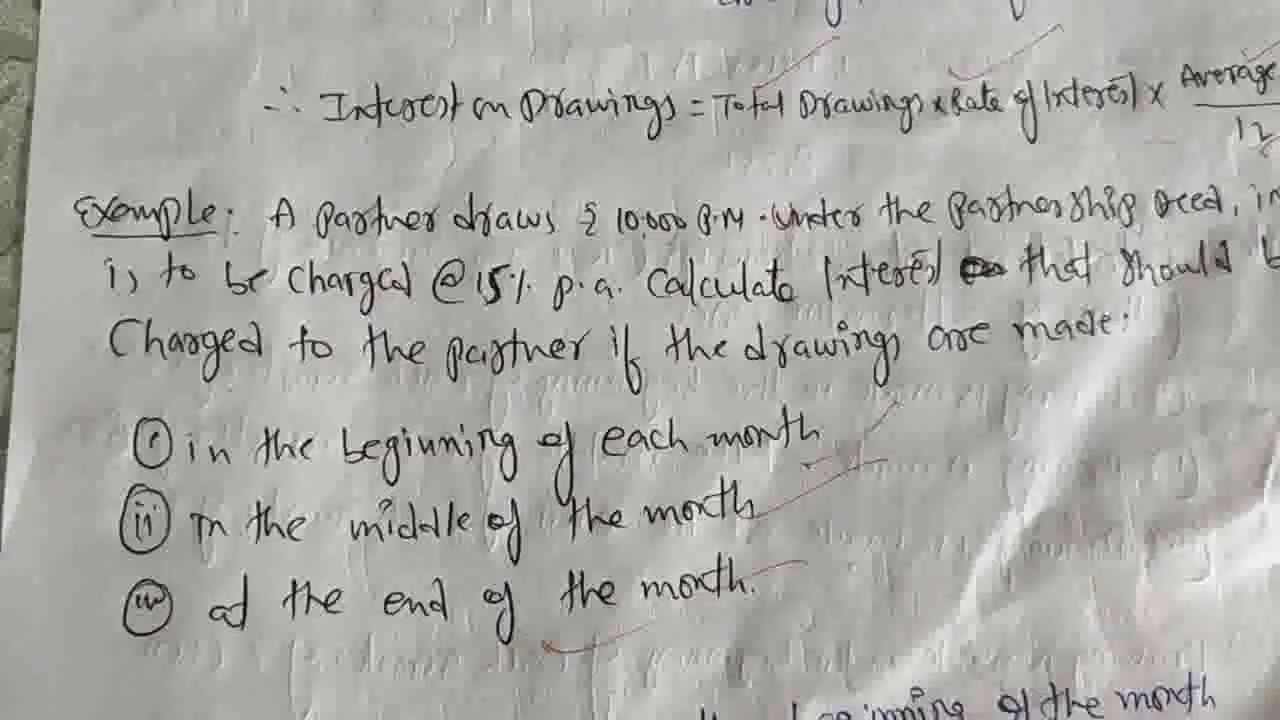 ∴ Interest on Drawings = Total Drawings x Rate of Interest x Average
12
Example: A partner draws ₹ 10,000 P.M. Under the partnership deed, in
is to be charged @ 15% p.a. Calculate Interest that should b
Charged to the partner if the drawings are made:
(i) in the beginning of each month
(ii) in the middle of the month
(iii) at the end of the month.
of the month